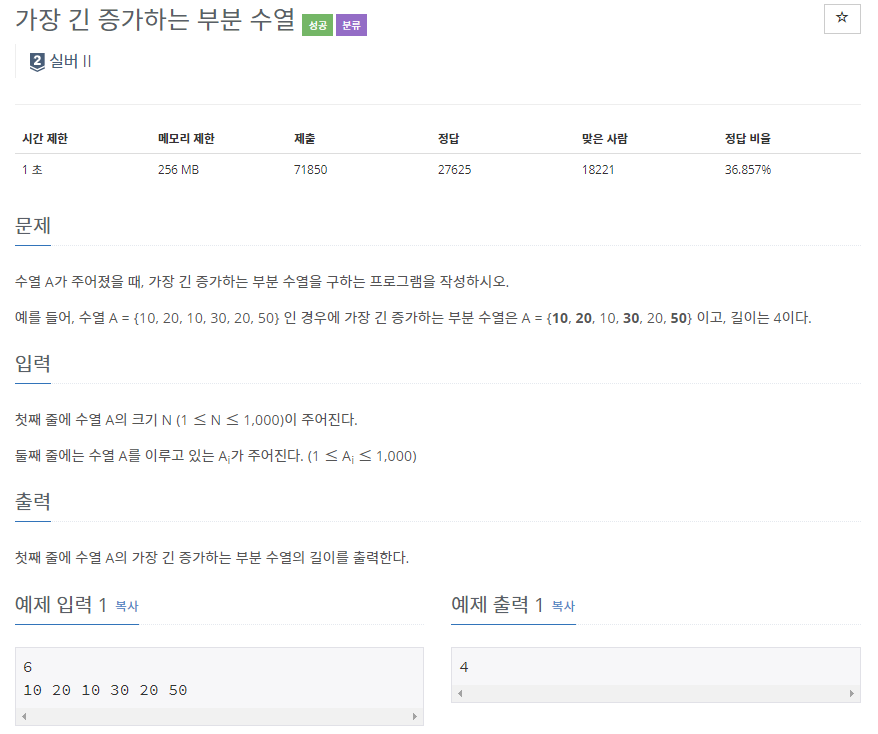 가장 긴 증가하는 부분 수열 성공 분류
☆
2 실버 II
시간 제한 메모리 제한 제출 정답 맞은 사람 정답 비율
1 초 256 MB 71850 27625 18221 36.857%
문제
수열 A가 주어졌을 때, 가장 긴 증가하는 부분 수열을 구하는 프로그램을 작성하시오.
예를 들어, 수열 A = {10, 20, 10, 30, 20, 50} 인 경우에 가장 긴 증가하는 부분 수열은 A = {10, 20, 10, 30, 20, 50} 이고, 길이는 4이다.
입력
첫째 줄에 수열 A의 크기 N (1 ≤ N ≤ 1,000)이 주어진다.
둘째 줄에는 수열 A를 이루고 있는 Ai가 주어진다. (1 ≤ Ai ≤ 1,000)
출력
첫째 줄에 수열 A의 가장 긴 증가하는 부분 수열의 길이를 출력한다.
예제 입력 1 복사
6
10 20 10 30 20 50
예제 출력 1 복사
4